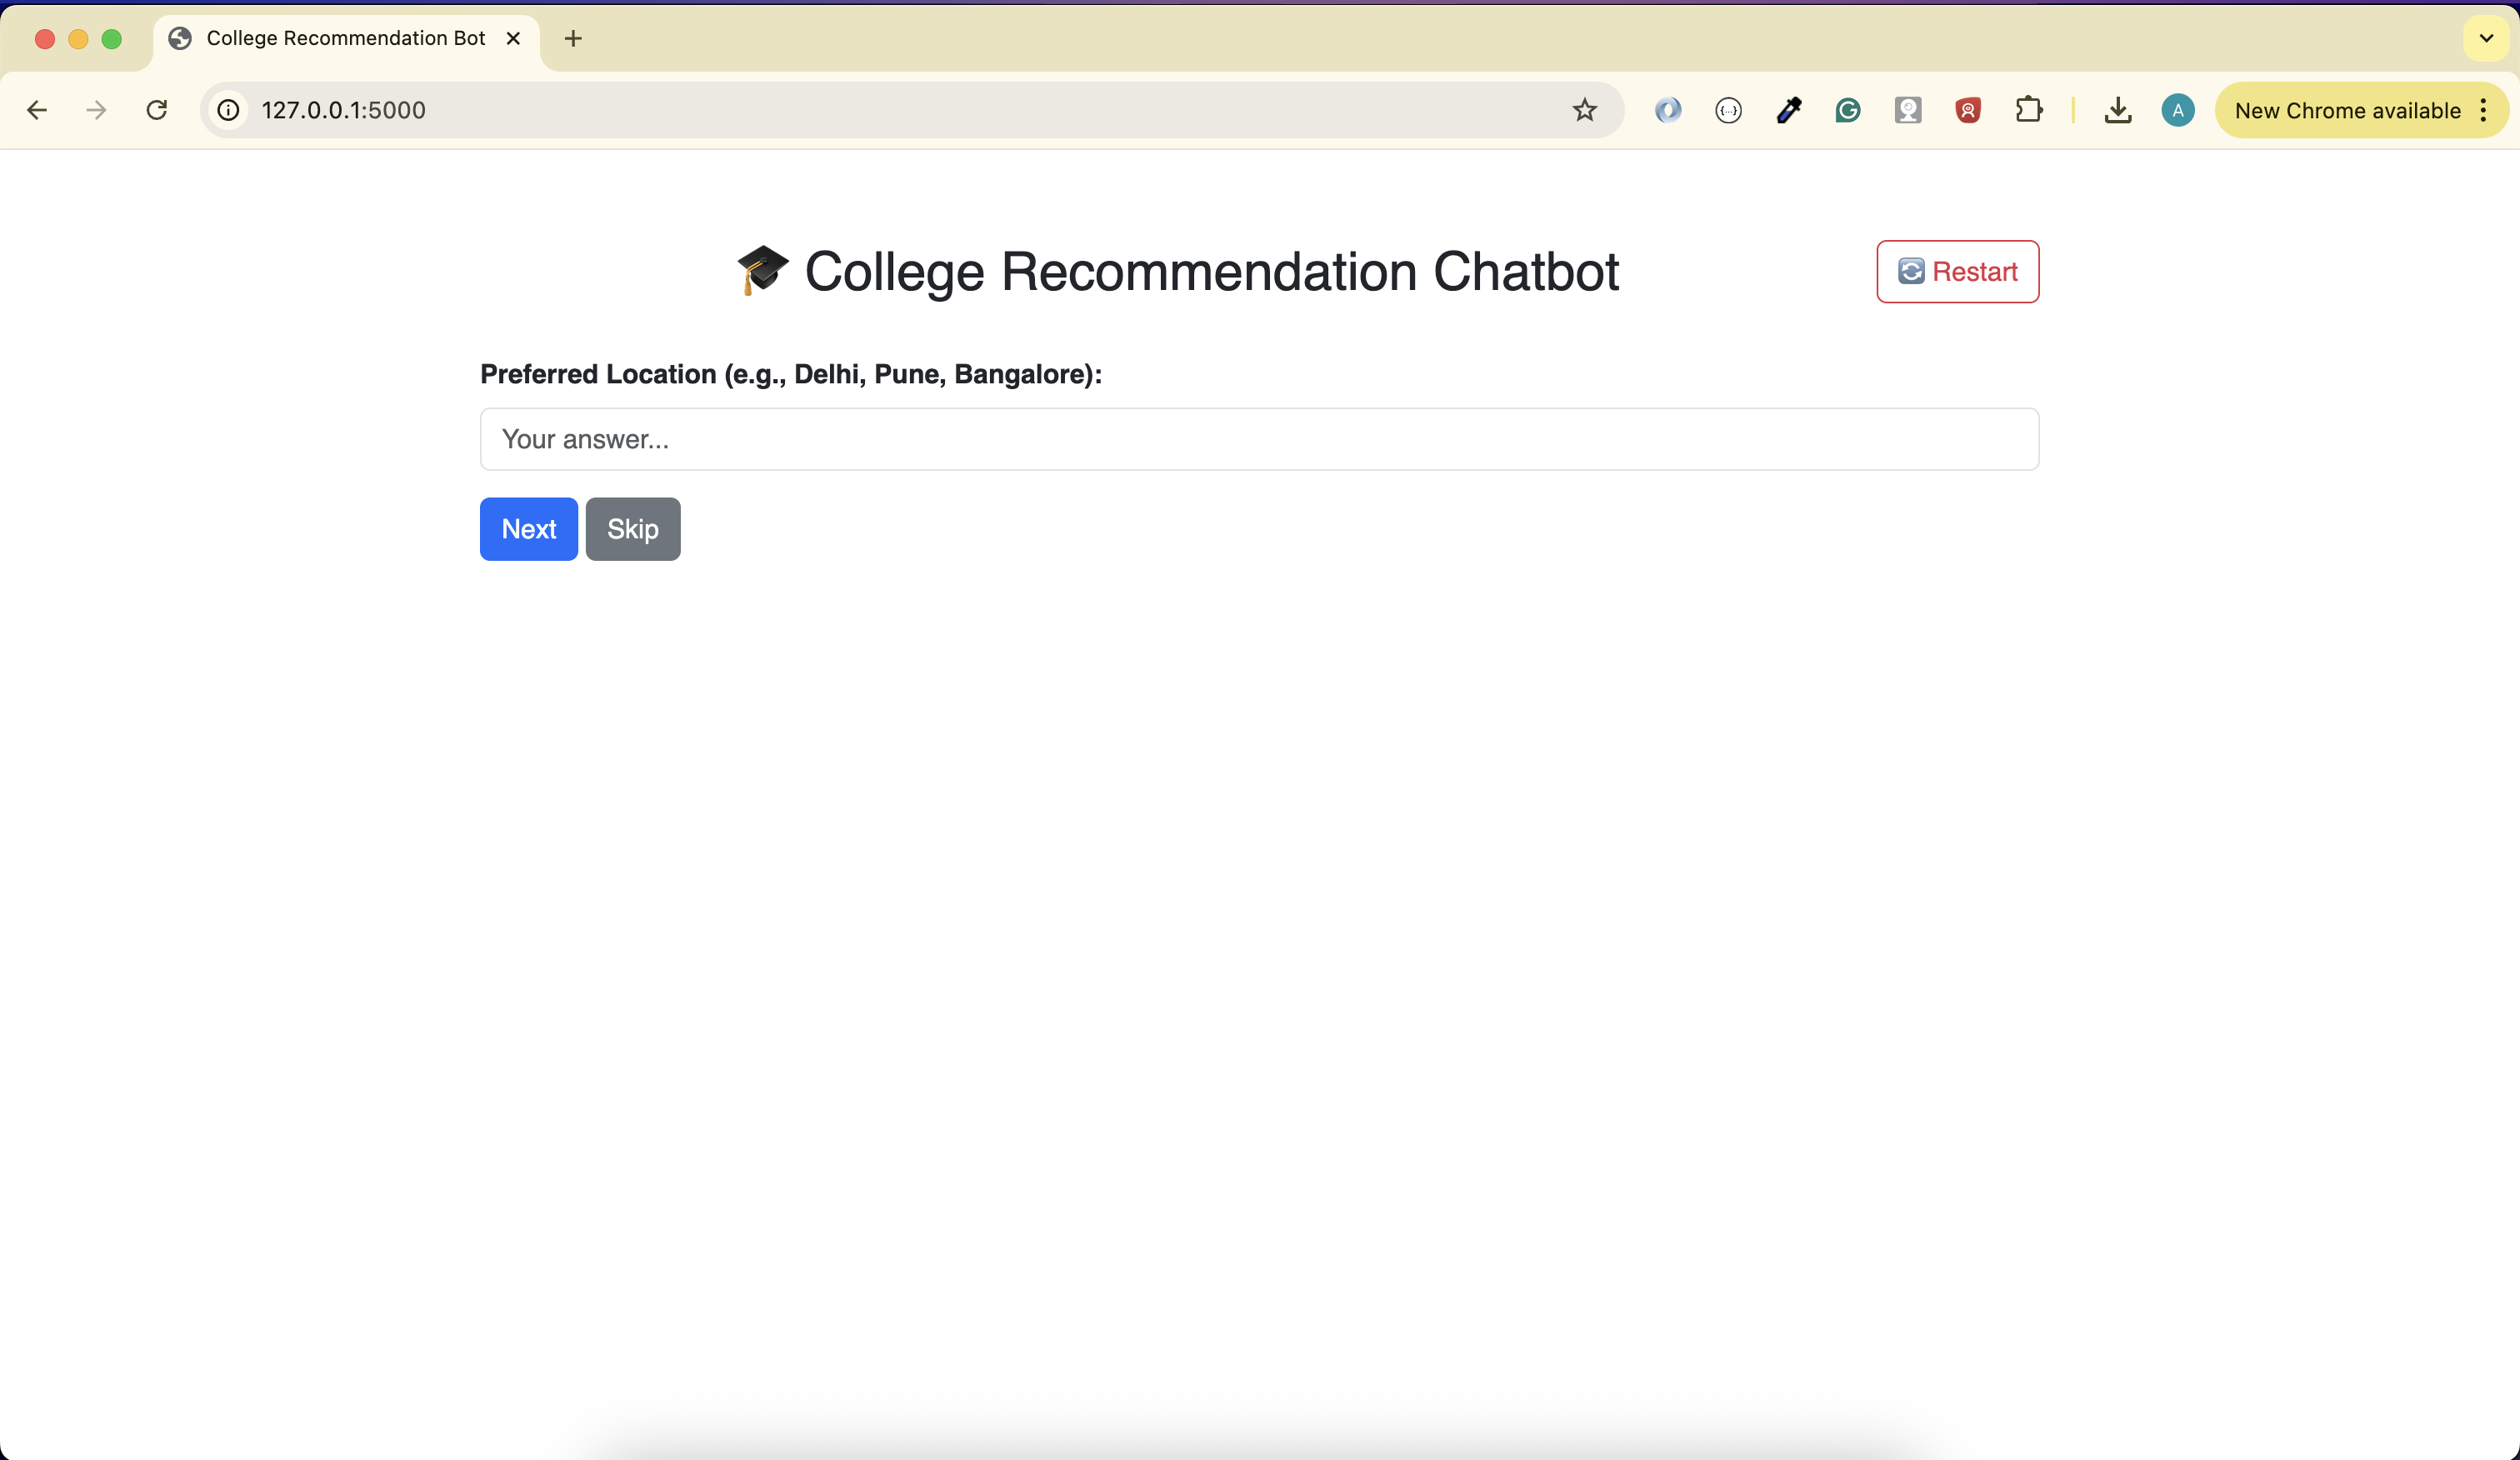 College Recommendation Bot
127.0.0.1:5000
A
New Chrome available
🎓 College Recommendation Chatbot
🔄 Restart
Preferred Location (e.g., Delhi, Pune, Bangalore):
Your answer...
Next Skip